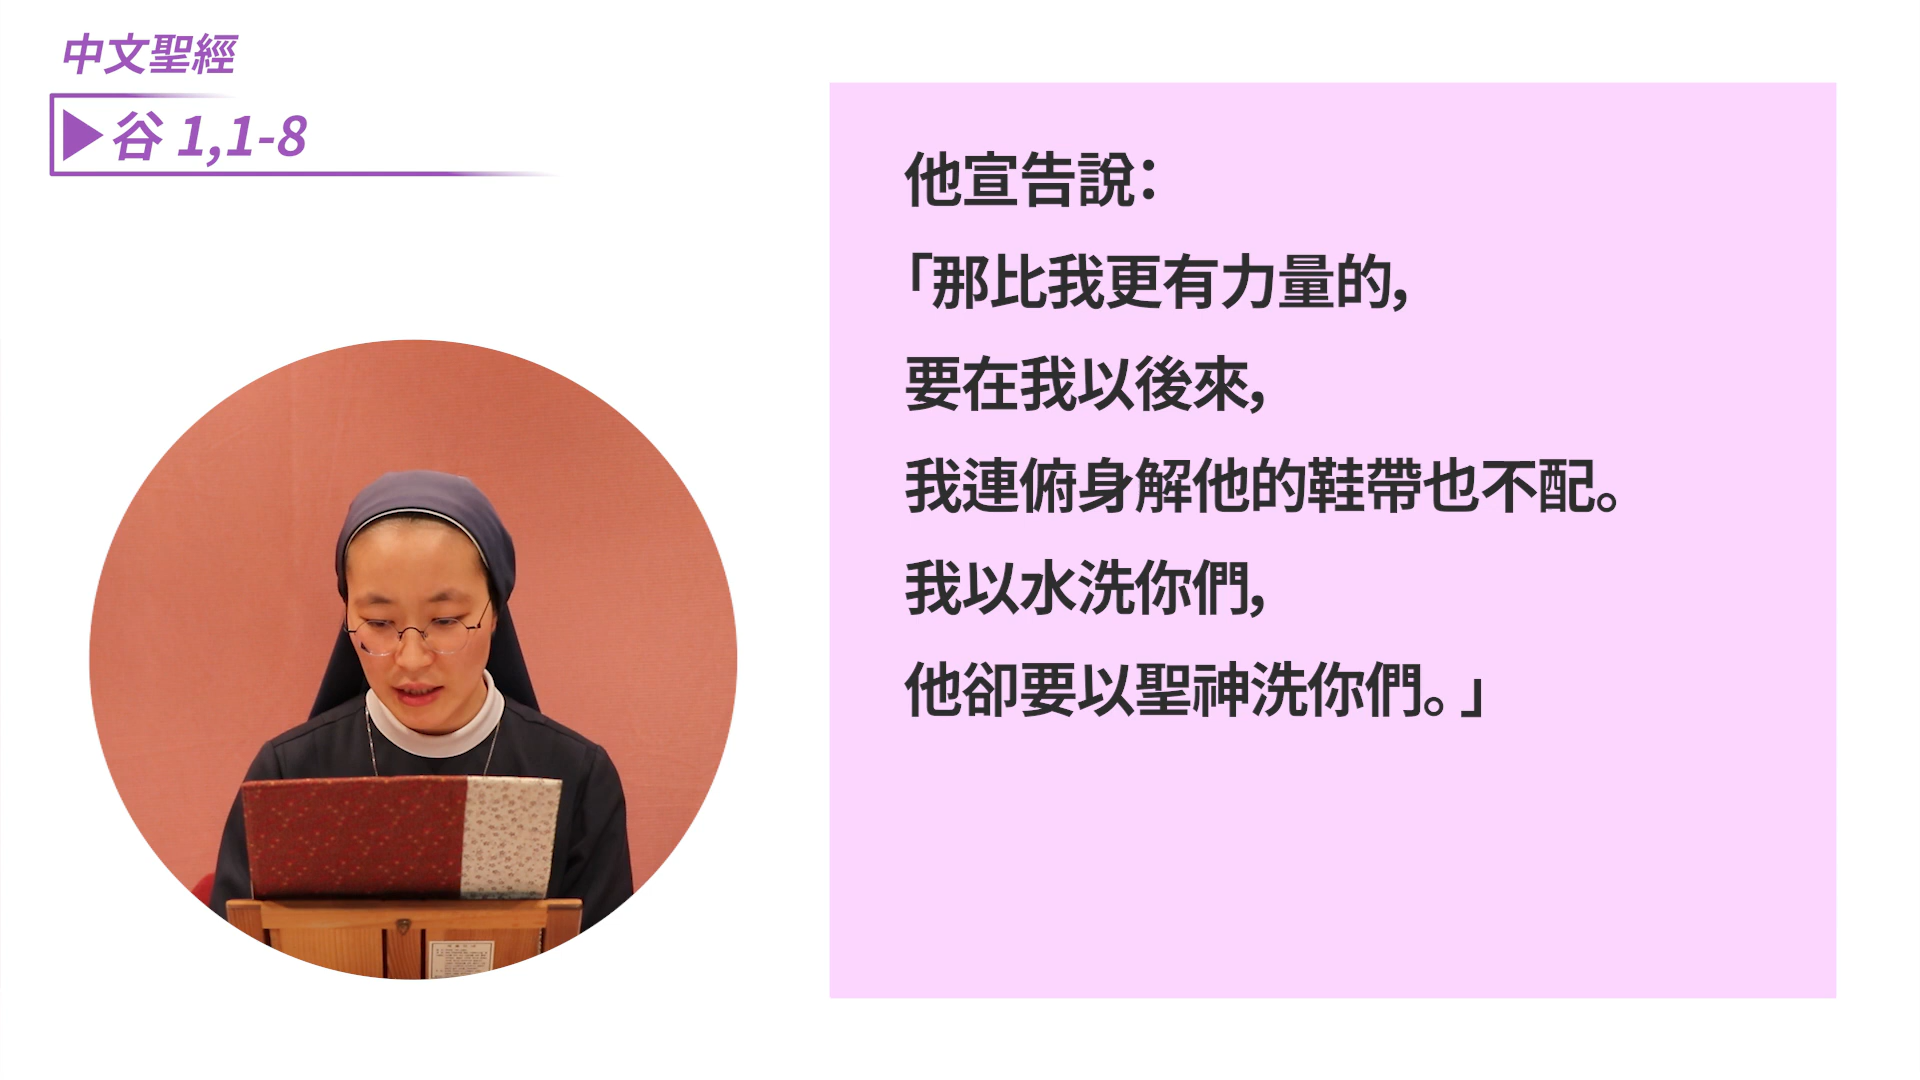 中文聖經
谷 1,1-8
他宣告說：
「那比我更有力量的，
要在我以後來，
我連俯身解他的鞋帶也不配。
我以水洗你們，
他卻要以聖神洗你們。」